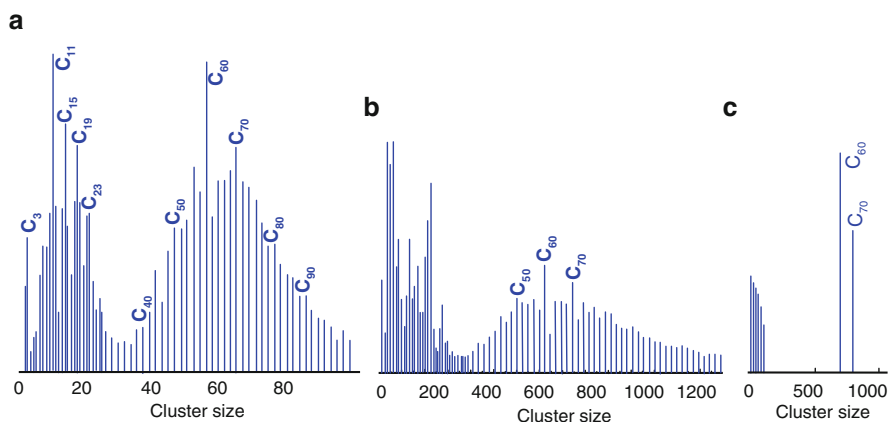 a
C₃
C₁₁
C₁₅
C₁₉
C₂₃
C₄₀
C₅₀
C₆₀
C₇₀
C₈₀
C₉₀
0 20 40 60 80
Cluster size
b
C₅₀
C₆₀
C₇₀
0 200 400 600 800 1000 1200
Cluster size
c
C₆₀
C₇₀
0 500 1000
Cluster size